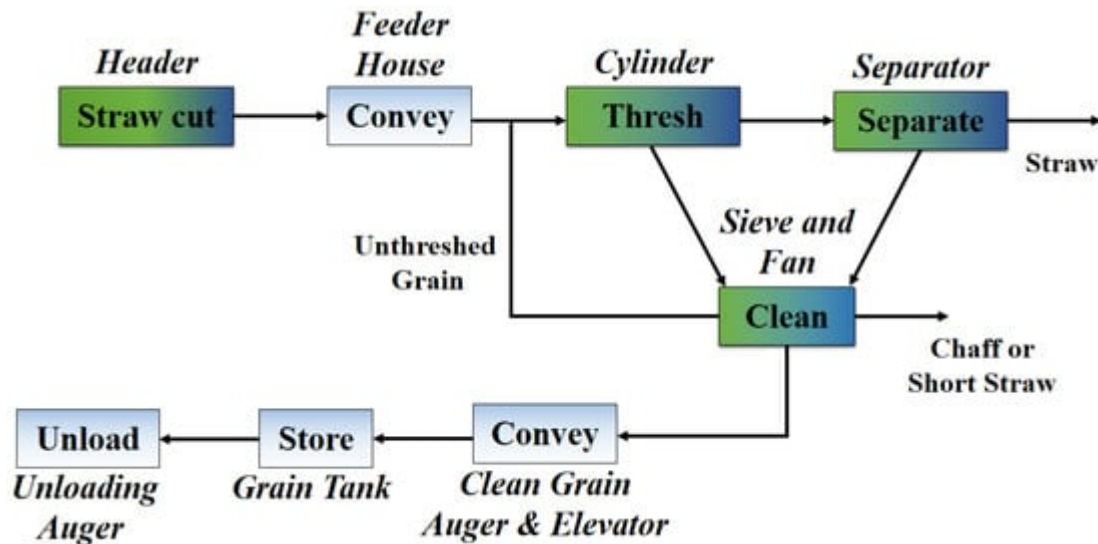 Header
Straw cut
Feeder
House
Convey
Cylinder
Thresh
Separator
Separate
Straw
Unthreshed
Grain
Sieve and
Fan
Clean
Chaff or
Short Straw
Unload
Unloading
Auger
Store
Grain Tank
Convey
Clean Grain
Auger & Elevator